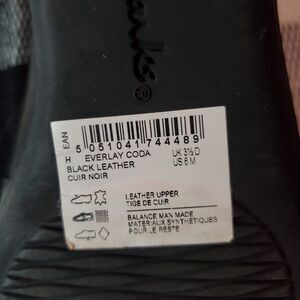 Clarks
EAN
5 051041 744489
H EVERLAY CODA UK 3½ D
BLACK LEATHER US 6 M
CUIR NOIR
LEATHER UPPER
TIGE DE CUIR
BALANCE MAN MADE
MATERIAUX SYNTHETIQUES
POUR LE RESTE